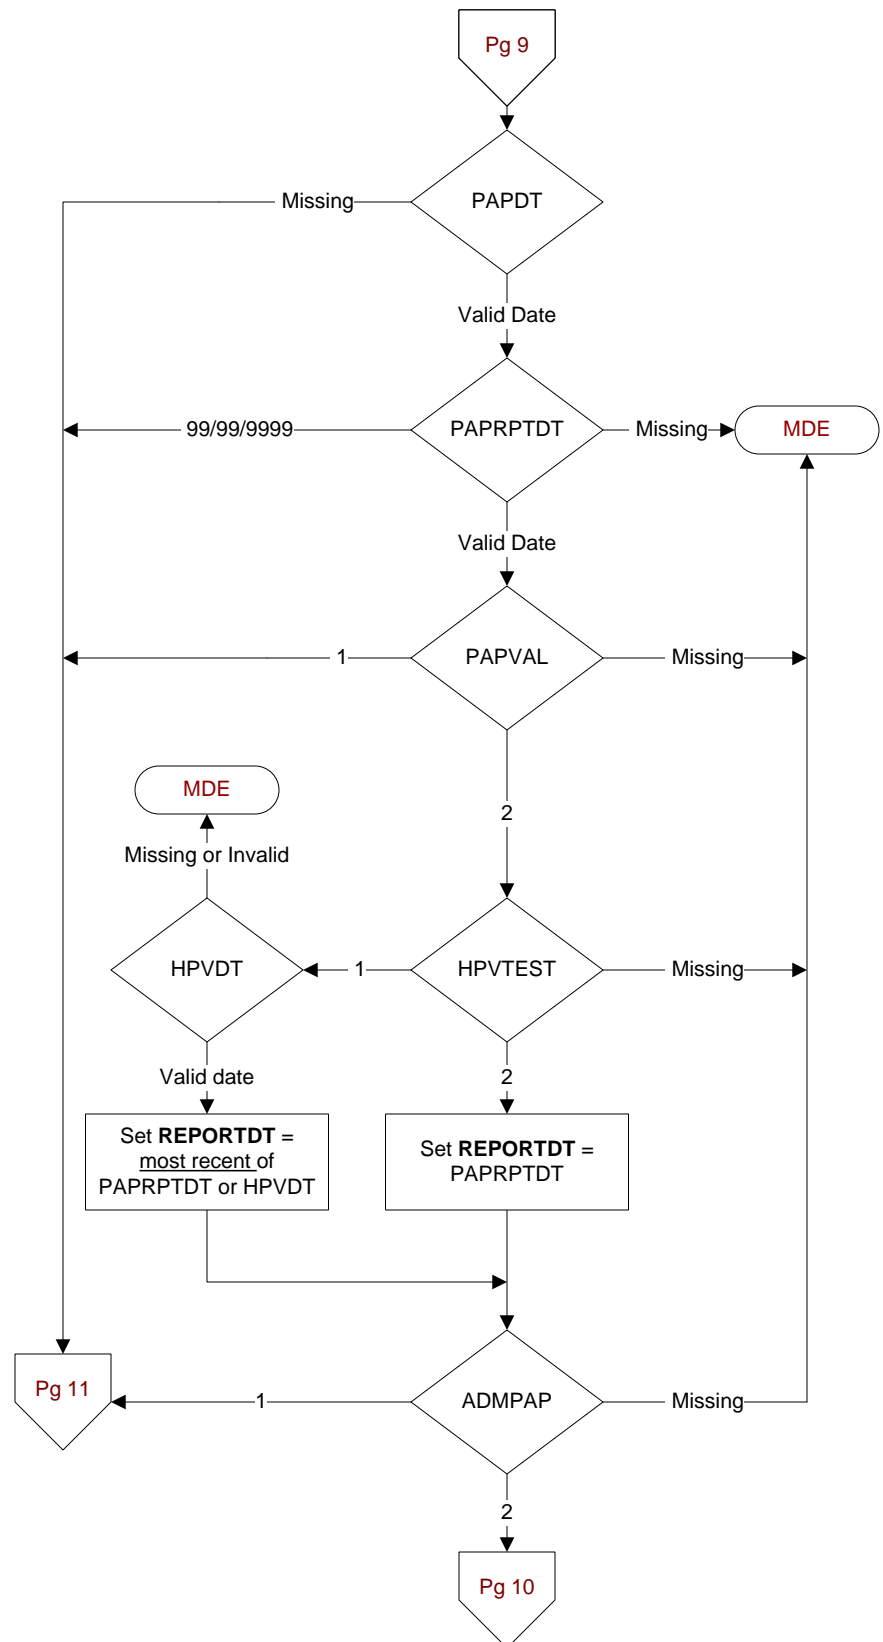 Pg 9
PAPDT
Missing
Valid Date
99/99/9999
PAPRPTDT
Missing
MDE
Valid Date
1
PAPVAL
Missing
MDE
2
Missing or Invalid
HPVDT
1
HPVTEST
Missing
Valid date
2
Set REPORTDT =
most recent of
PAPRPTDT or HPVDT
Set REPORTDT =
PAPRPTDT
Pg 11
1
ADMPAP
Missing
2
Pg 10